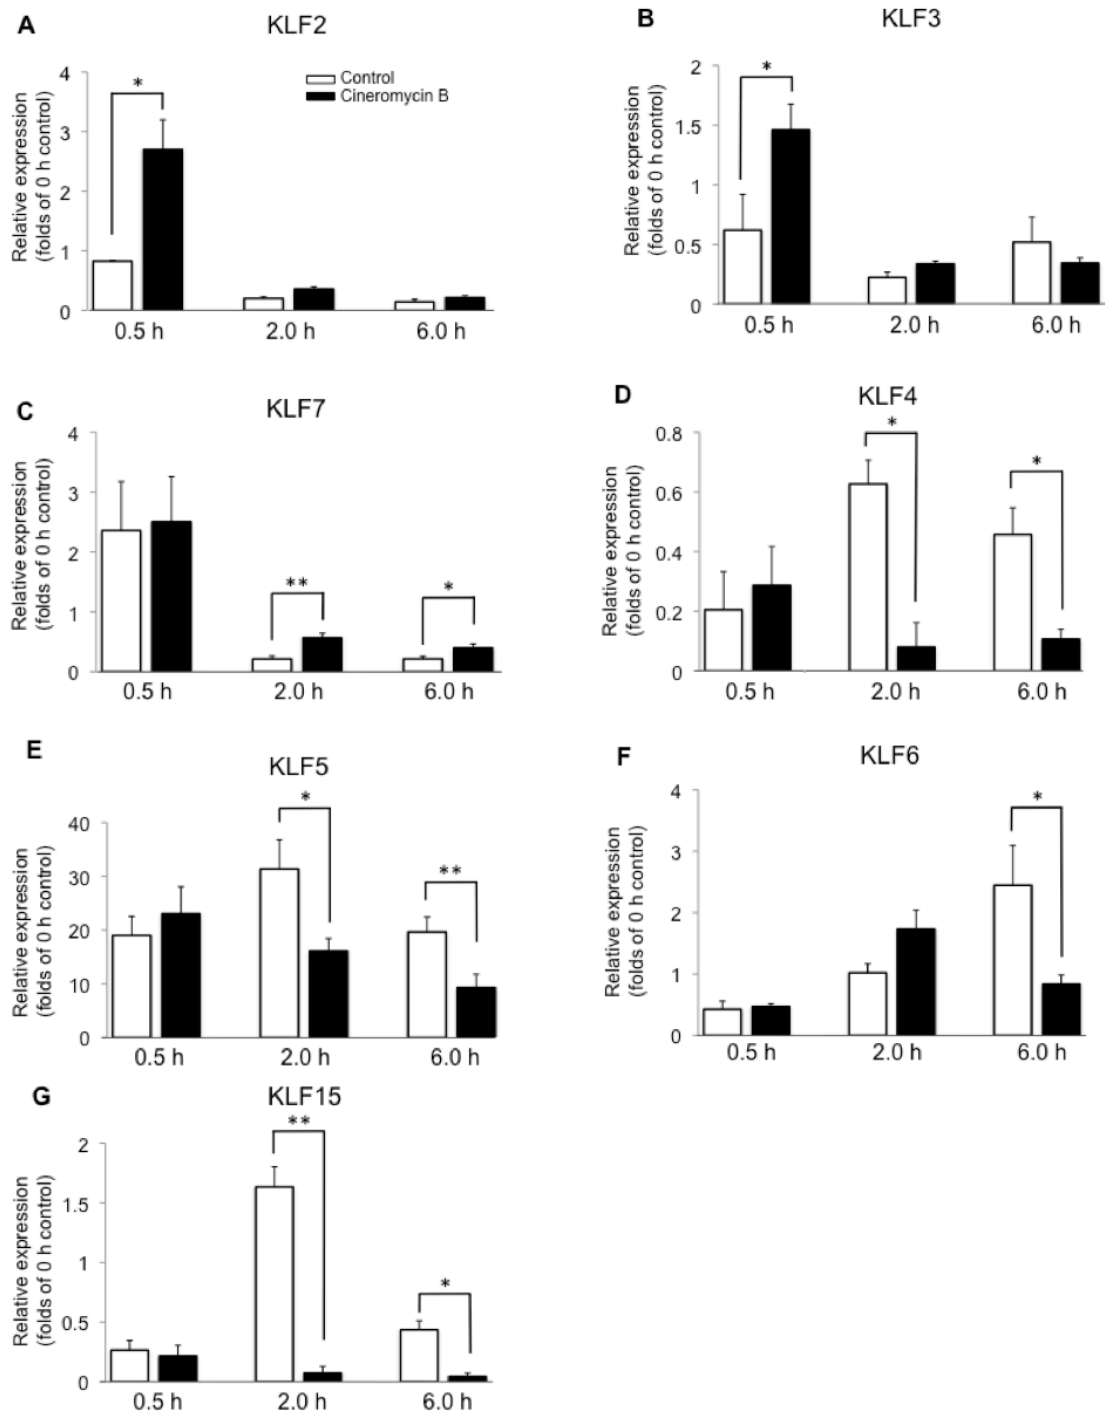 A
KLF2
Relative expression
(folds of 0 h control)
4
3
2
1
0
*
Control
Cineromycin B
0.5 h
2.0 h
6.0 h
B
KLF3
Relative expression
(folds of 0 h control)
2
1.5
1
0.5
0
*
0.5 h
2.0 h
6.0 h
C
KLF7
Relative expression
(folds of 0 h control)
4
3
2
1
0
**
*
0.5 h
2.0 h
6.0 h
D
KLF4
Relative expression
(folds of 0 h control)
0.8
0.6
0.4
0.2
0
*
*
0.5 h
2.0 h
6.0 h
E
KLF5
Relative expression
(folds of 0 h control)
40
30
20
10
0
*
**
0.5 h
2.0 h
6.0 h
F
KLF6
Relative expression
(folds of 0 h control)
4
3
2
1
0
*
0.5 h
2.0 h
6.0 h
G
KLF15
Relative expression
(folds of 0 h control)
2
1.5
1
0.5
0
**
*
0.5 h
2.0 h
6.0 h